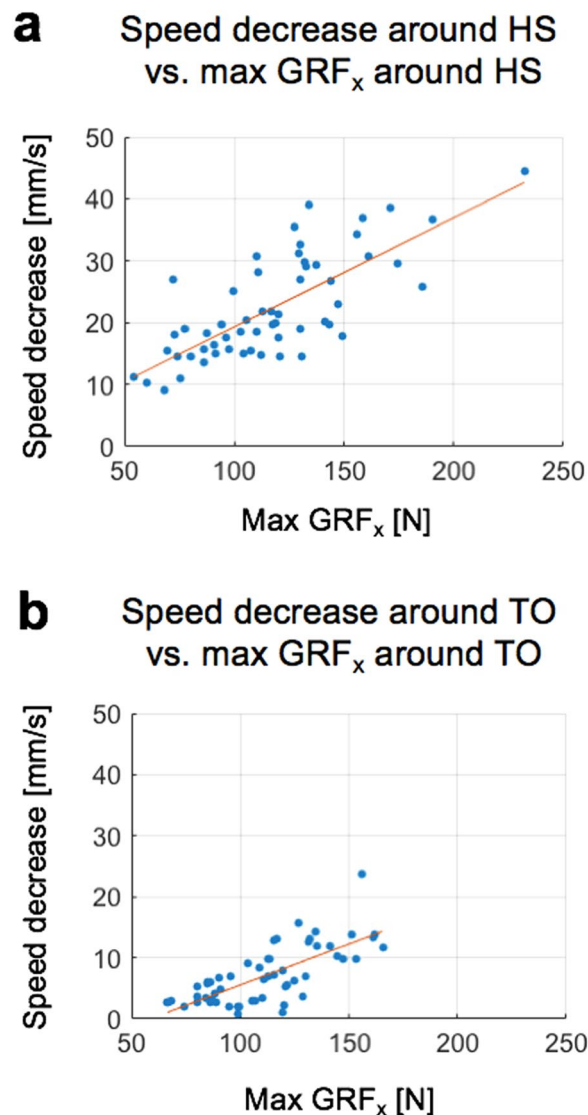 a
Speed decrease around HS
vs. max GRFₓ around HS
Speed decrease [mm/s]
50
40
30
20
10
0
50
100
150
200
250
Max GRFₓ [N]
b
Speed decrease around TO
vs. max GRFₓ around TO
Speed decrease [mm/s]
50
40
30
20
10
0
50
100
150
200
250
Max GRFₓ [N]